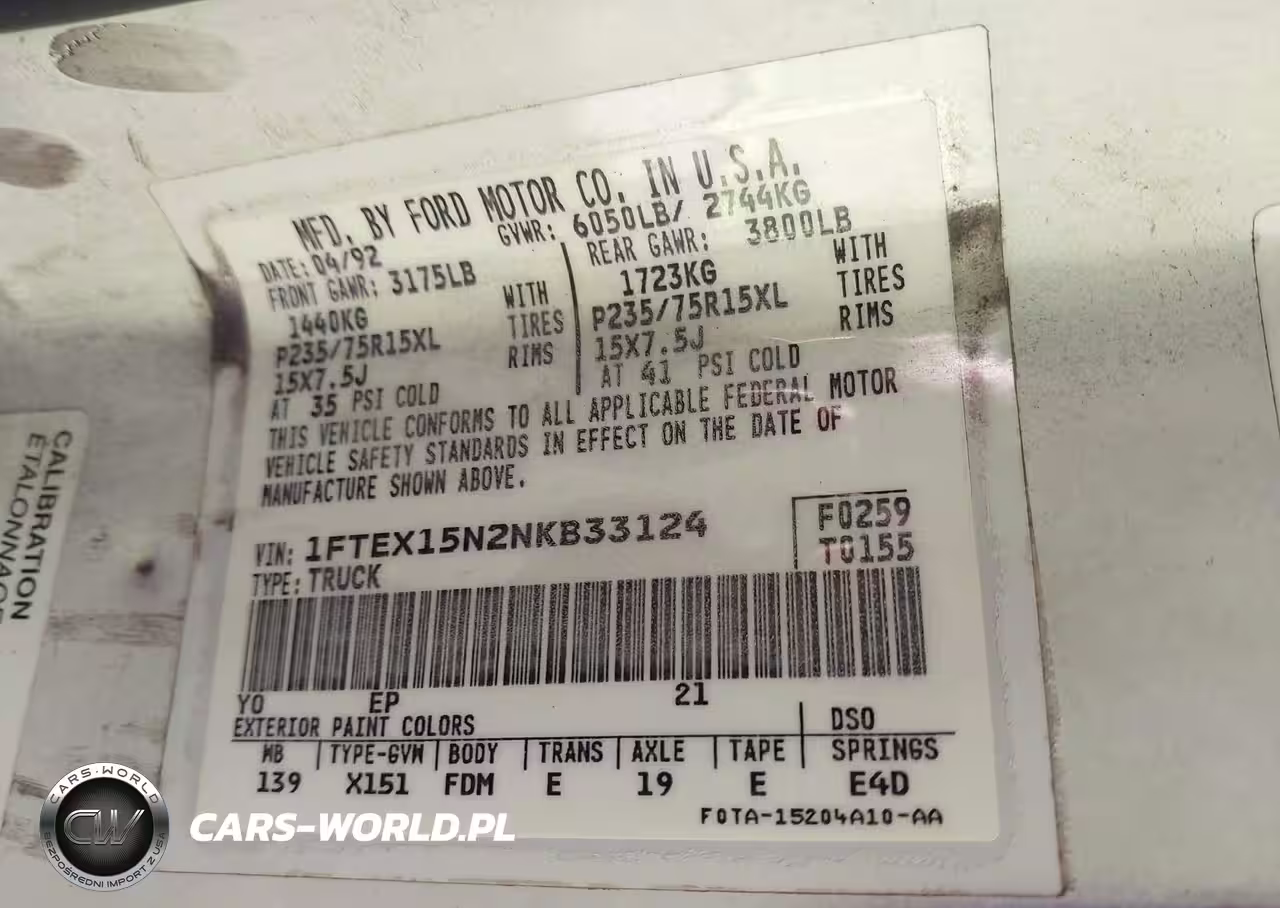 MFD. BY FORD MOTOR CO. IN U.S.A.
DATE: 04/92 GVWR: 6050LB/ 2744KG
FRONT GAWR: 3175LB REAR GAWR: 3800LB
1440KG WITH 1723KG WITH
P235/75R15XL TIRES P235/75R15XL TIRES
15X7.5J RIMS 15X7.5J RIMS
AT 35 PSI COLD AT 41 PSI COLD
THIS VEHICLE CONFORMS TO ALL APPLICABLE FEDERAL MOTOR
VEHICLE SAFETY STANDARDS IN EFFECT ON THE DATE OF
MANUFACTURE SHOWN ABOVE.
VIN: 1FTEX15N2NKB33124 F0259
TYPE: TRUCK T0155
YO EP 21
EXTERIOR PAINT COLORS DSO
WB TYPE-GVW BODY TRANS AXLE TAPE SPRINGS
139 X151 FDM E 19 E E4D
F0TA-15204A10-AA
CALIBRATION
CARS-WORLD
CW
BEZPOŚREDNI IMPORT Z USA
CARS-WORLD.PL